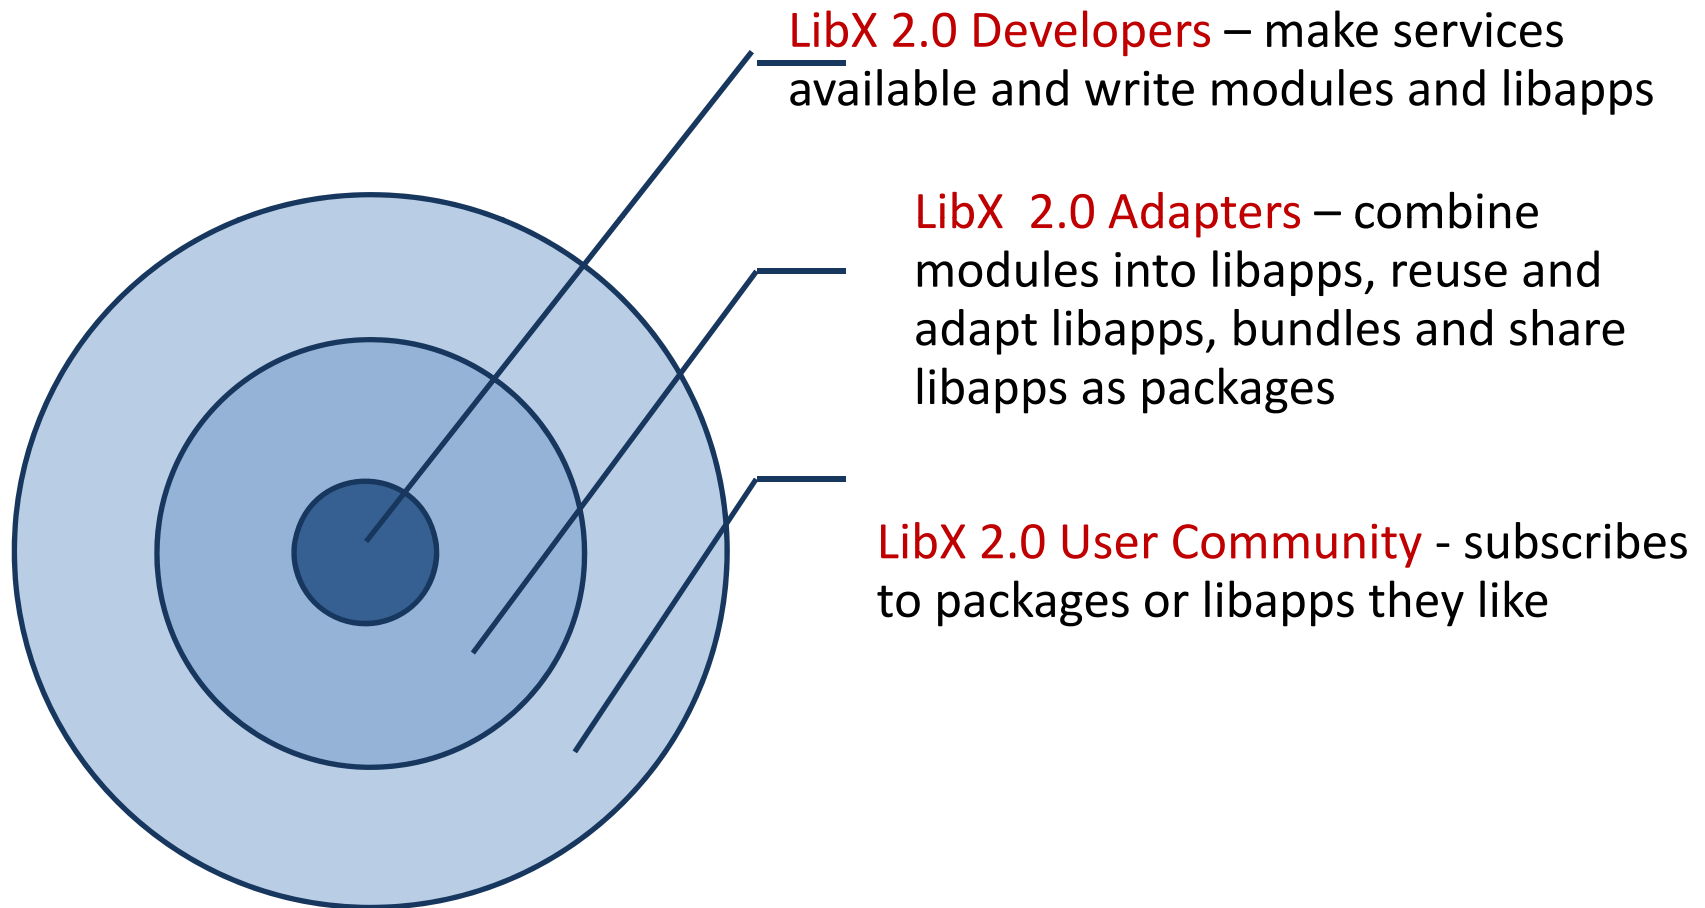 LibX 2.0 Developers – make services
available and write modules and libapps
LibX  2.0 Adapters – combine
modules into libapps, reuse and
adapt libapps, bundles and share
libapps as packages
LibX 2.0 User Community - subscribes
to packages or libapps they like